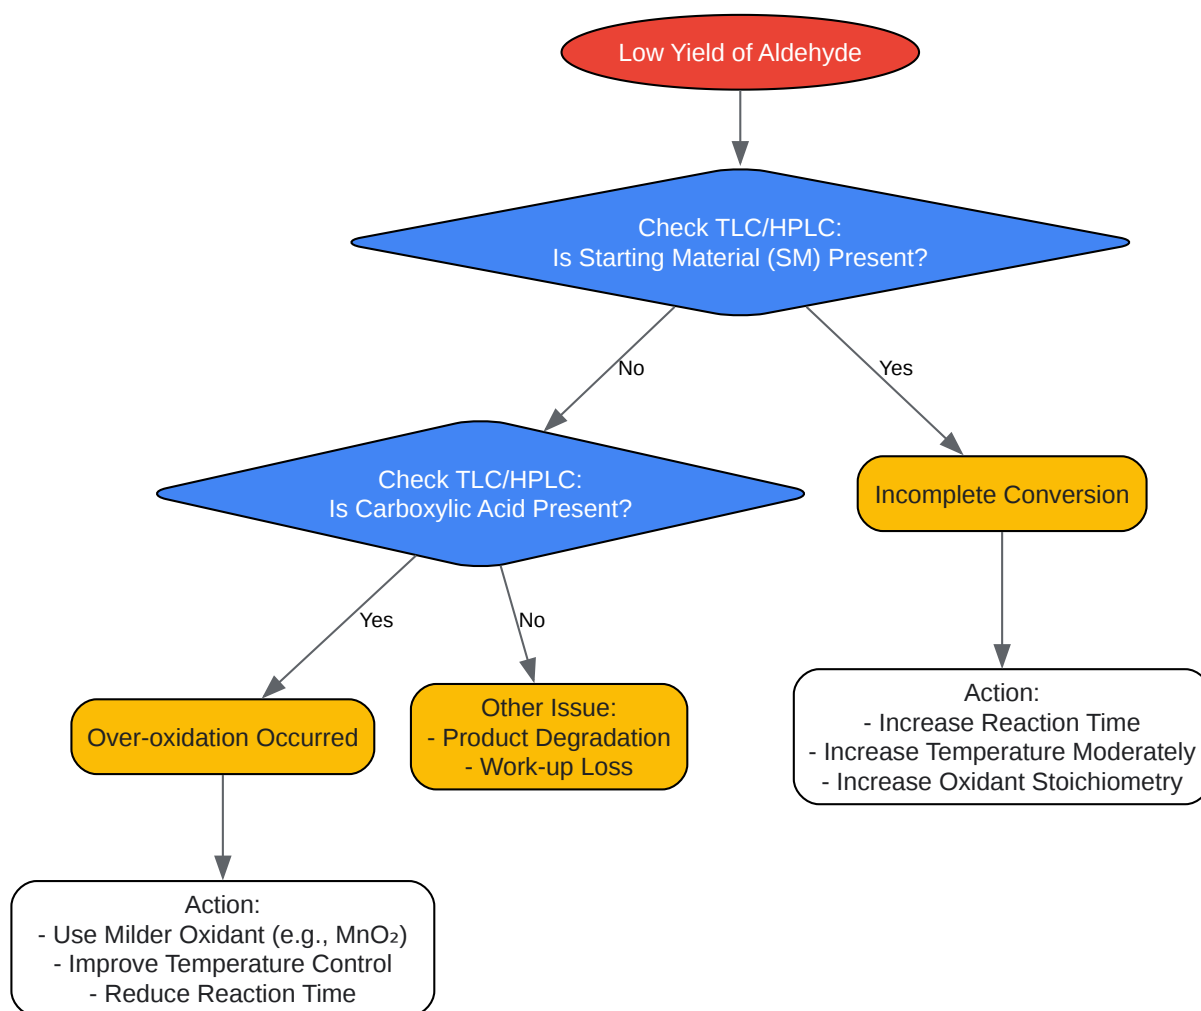 Low Yield of Aldehyde
Check TLC/HPLC:
Is Starting Material (SM) Present?
No
Yes
Check TLC/HPLC:
Is Carboxylic Acid Present?
Incomplete Conversion
Yes
No
Over-oxidation Occurred
Other Issue:
- Product Degradation
- Work-up Loss
Action:
- Increase Reaction Time
- Increase Temperature Moderately
- Increase Oxidant Stoichiometry
Action:
- Use Milder Oxidant (e.g., MnO₂)
- Improve Temperature Control
- Reduce Reaction Time